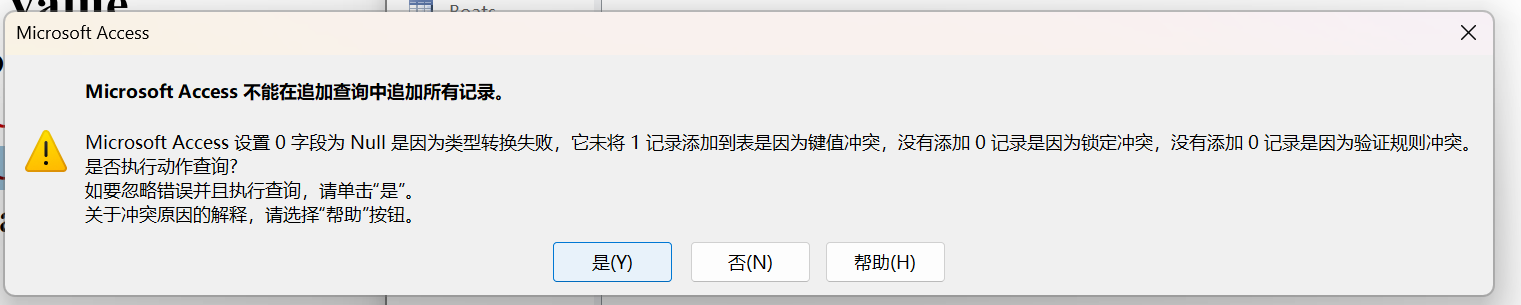 Value
Boats
Microsoft Access
Microsoft Access 不能在追加查询中追加所有记录。
Microsoft Access 设置 0 字段为 Null 是因为类型转换失败，它未将 1 记录添加到表是因为键值冲突，没有添加 0 记录是因为锁定冲突，没有添加 0 记录是因为验证规则冲突。
是否执行动作查询?
如要忽略错误并且执行查询，请单击“是”。
关于冲突原因的解释，请选择“帮助”按钮。
是(Y) 否(N) 帮助(H)